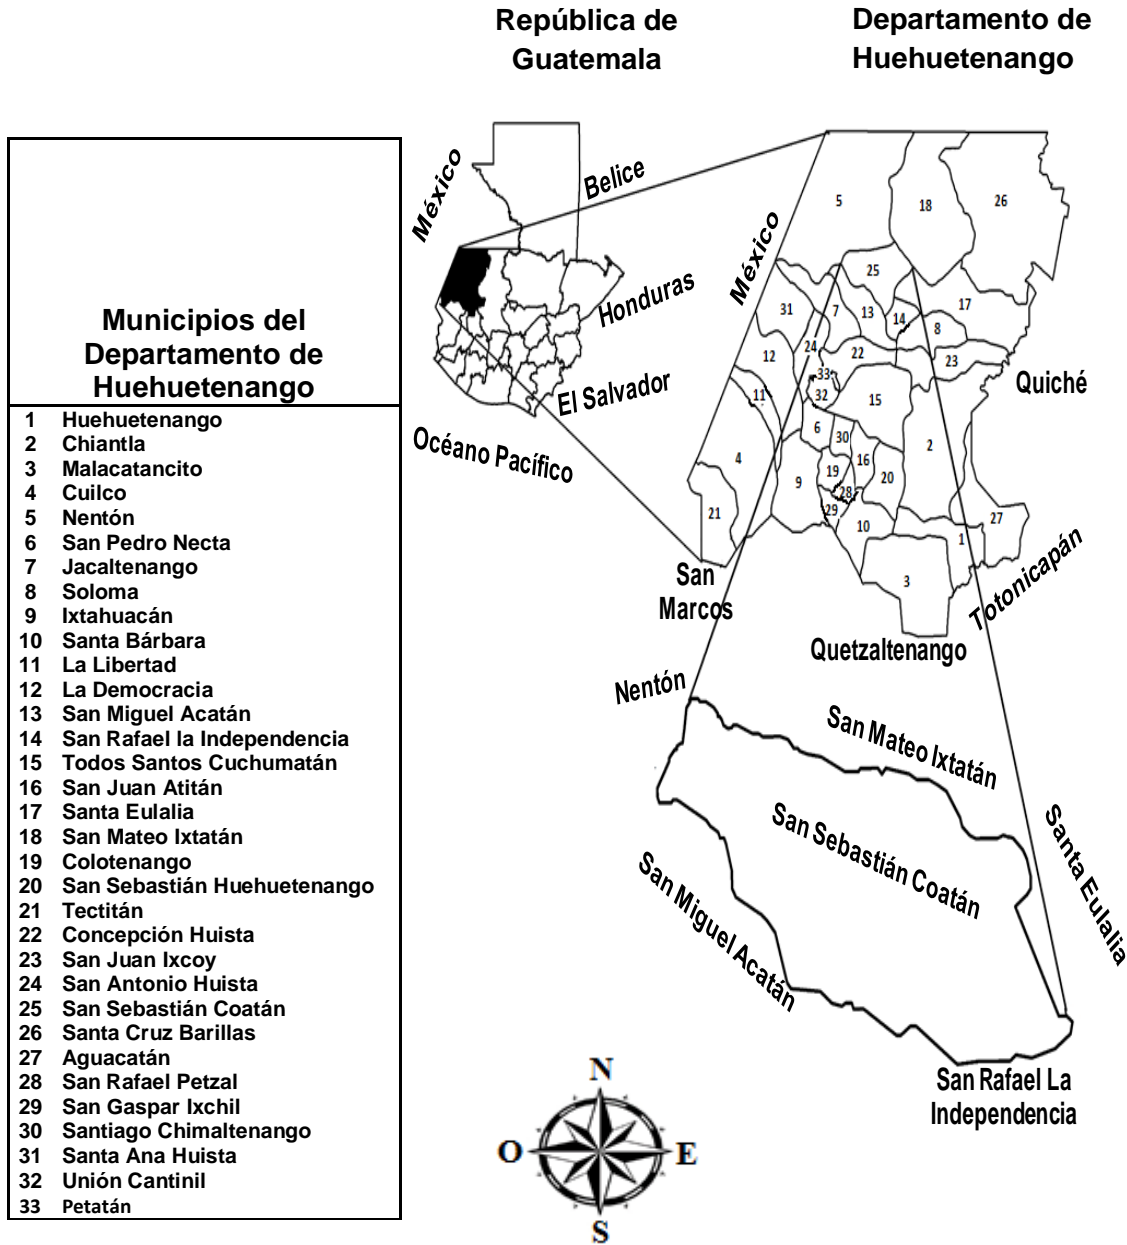 República de
Guatemala
Departamento de
Huehuetenango
Municipios del
Departamento de
Huehuetenango
1 Huehuetenango
2 Chiantla
3 Malacatancito
4 Cuilco
5 Nentón
6 San Pedro Necta
7 Jacaltenango
8 Soloma
9 Ixtahuacán
10 Santa Bárbara
11 La Libertad
12 La Democracia
13 San Miguel Acatán
14 San Rafael la Independencia
15 Todos Santos Cuchumatán
16 San Juan Atitán
17 Santa Eulalia
18 San Mateo Ixtatán
19 Colotenango
20 San Sebastián Huehuetenango
21 Tectitán
22 Concepción Huista
23 San Juan Ixcoy
24 San Antonio Huista
25 San Sebastián Coatán
26 Santa Cruz Barillas
27 Aguacatán
28 San Rafael Petzal
29 San Gaspar Ixchil
30 Santiago Chimaltenango
31 Santa Ana Huista
32 Unión Cantinil
33 Petatán
México
Belice
Honduras
El Salvador
Océano Pacífico
México
5
18
26
25
31
7
13
14
17
8
12
24
22
23
33
11
32
15
6
30
2
4
9
19
16
20
28
21
29
10
27
1
3
Quiché
San
Marcos
Totonicapán
Quetzaltenango
Nentón
San Mateo Ixtatán
San Sebastián Coatán
Santa Eulalia
San Miguel Acatán
San Rafael La
Independencia
N
O
E
S